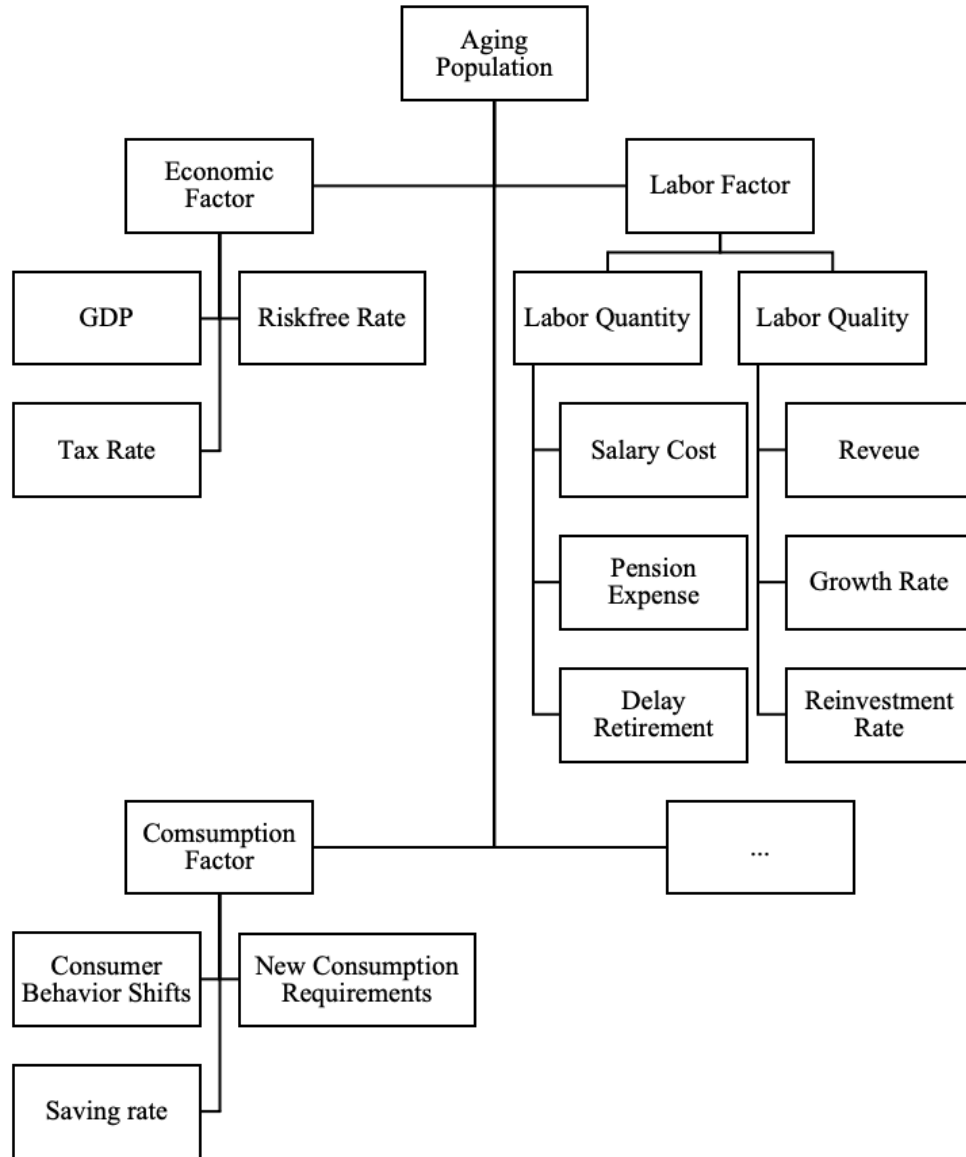 Aging
Population
Economic
Factor
Labor Factor
GDP
Riskfree Rate
Labor Quantity
Labor Quality
Tax Rate
Salary Cost
Reveue
Pension
Expense
Growth Rate
Delay
Retirement
Reinvestment
Rate
Comsumption
Factor
...
Consumer
Behavior Shifts
New Consumption
Requirements
Saving rate